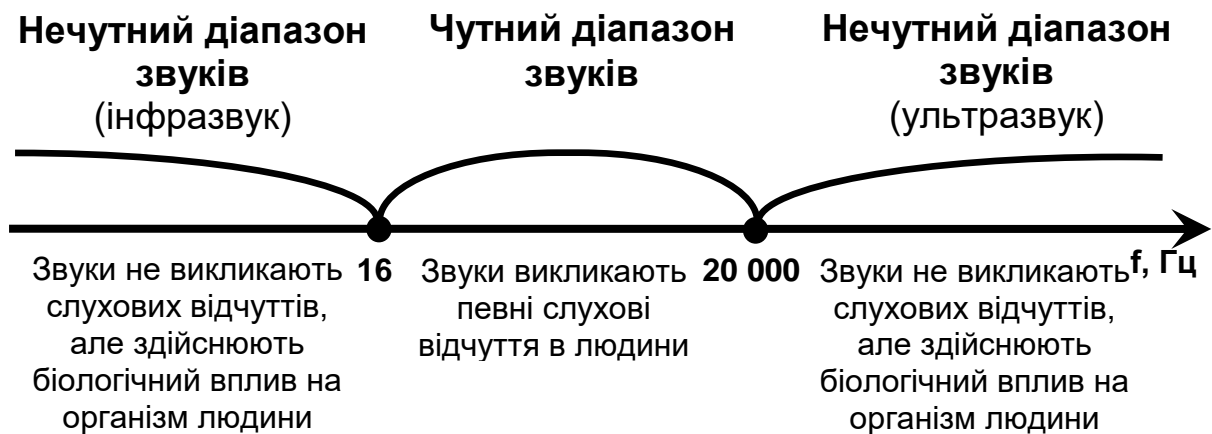 Нечутний діапазон
звуків
(інфразвук)
Чутний діапазон
звуків
Нечутний діапазон
звуків
(ультразвук)
Звуки не викликають
слухових відчуттів,
але здійснюють
біологічний вплив на
організм людини
16
Звуки викликають
певні слухові
відчуття в людини
20 000
Звуки не викликають
слухових відчуттів,
але здійснюють
біологічний вплив на
організм людини
f, Гц